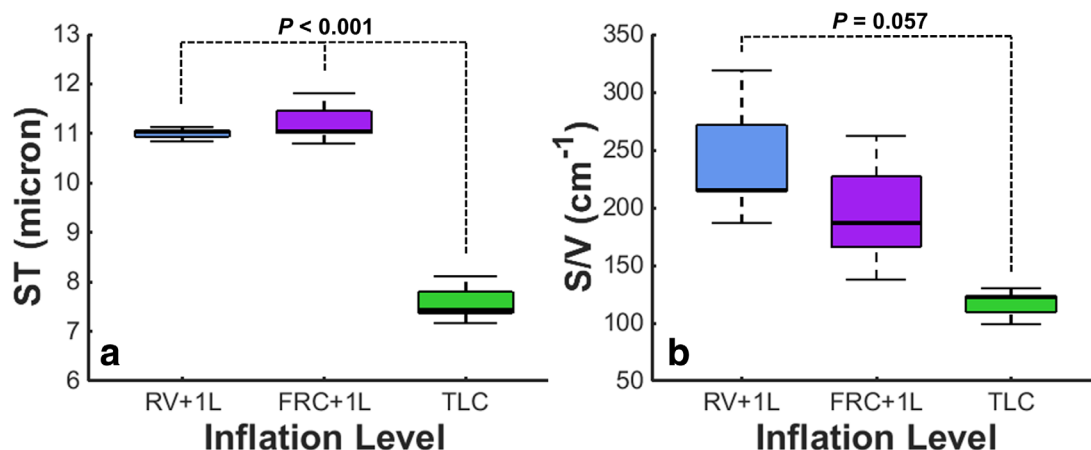 P < 0.001
13
12
11
10
9
8
7
6
ST (micron)
a
RV+1L FRC+1L TLC
Inflation Level
P = 0.057
350
300
250
200
150
100
50
S/V (cm⁻¹)
b
RV+1L FRC+1L TLC
Inflation Level